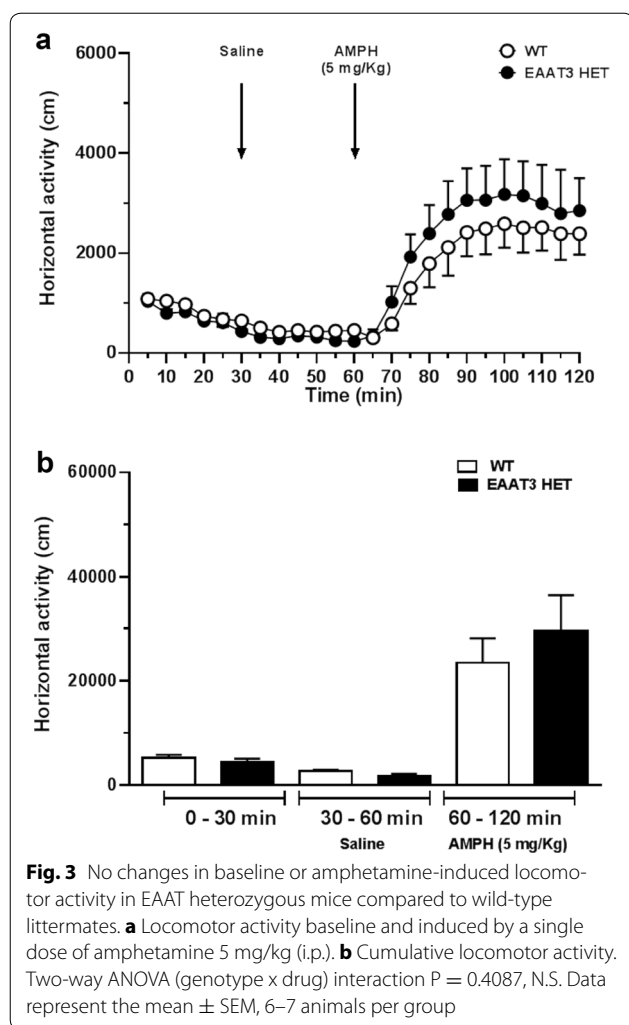 a
6000
4000
2000
0
Horizontal activity (cm)
Saline
AMPH
(5 mg/Kg)
WT
EAAT3 HET
0 10 20 30 40 50 60 70 80 90 100 110 120
Time (min)
b
60000
40000
20000
0
Horizontal activity (cm)
WT
EAAT3 HET
0 - 30 min 30 - 60 min 60 - 120 min
Saline AMPH (5 mg/Kg)
Fig. 3 No changes in baseline or amphetamine-induced locomo-
tor activity in EAAT heterozygous mice compared to wild-type
littermates. a Locomotor activity baseline and induced by a single
dose of amphetamine 5 mg/kg (i.p.). b Cumulative locomotor activity.
Two-way ANOVA (genotype x drug) interaction P = 0.4087, N.S. Data
represent the mean ± SEM, 6–7 animals per group